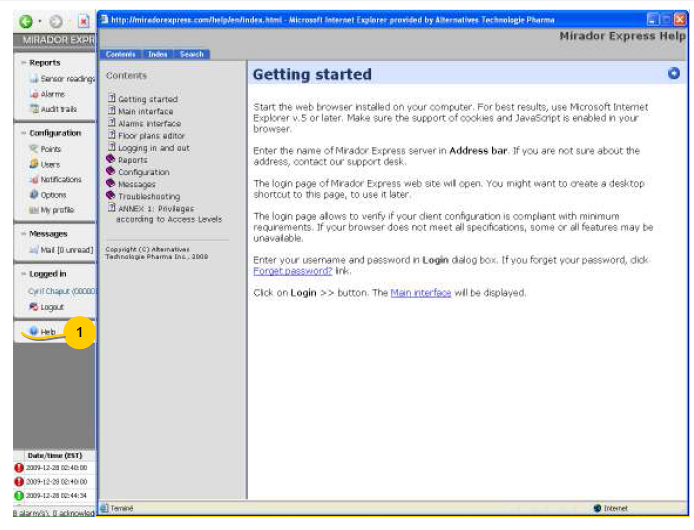 http://miradorexpress.com/help/en/index.html - Microsoft Internet Explorer provided by Alternatives Technologie Pharma
MIRADOR EXPR
Mirador Express Help
Contents Index Search
Reports
Sensor readings
Alarms
Audit trails
Configuration
Points
Users
Notifications
Options
My profile
Messages
Mail [0 unread]
Logged in
Cyril Chaput (00000
Logout
Help
1
Contents
Getting started
Main interface
Alarms interface
Floor plans editor
Logging in and out
Reports
Configuration
Messages
Troubleshooting
ANNEX 1: Privileges
according to Access Levels
Copyright (C) Alternatives
Technologie Pharma Inc., 2009
Getting started
Start the web browser installed on your computer. For best results, use Microsoft Internet
Explorer v.5 or later. Make sure the support of cookies and JavaScript is enabled in your
browser.
Enter the name of Mirador Express server in Address bar. If you are not sure about the
address, contact our support desk.
The login page of Mirador Express web site will open. You might want to create a desktop
shortcut to this page, to use it later.
The login page allows to verify if your client configuration is compliant with minimum
requirements. If your browser does not meet all specifications, some or all features may be
unavailable.
Enter your username and password in Login dialog box. If you forget your password, click
Forget password? link.
Click on Login >> button. The Main interface will be displayed.
Date/time (EST)
2009-12-28 02:40:00
2009-12-28 02:40:00
2009-12-28 02:44:34
8 alarm(s), 0 acknowled
Terminé
Internet